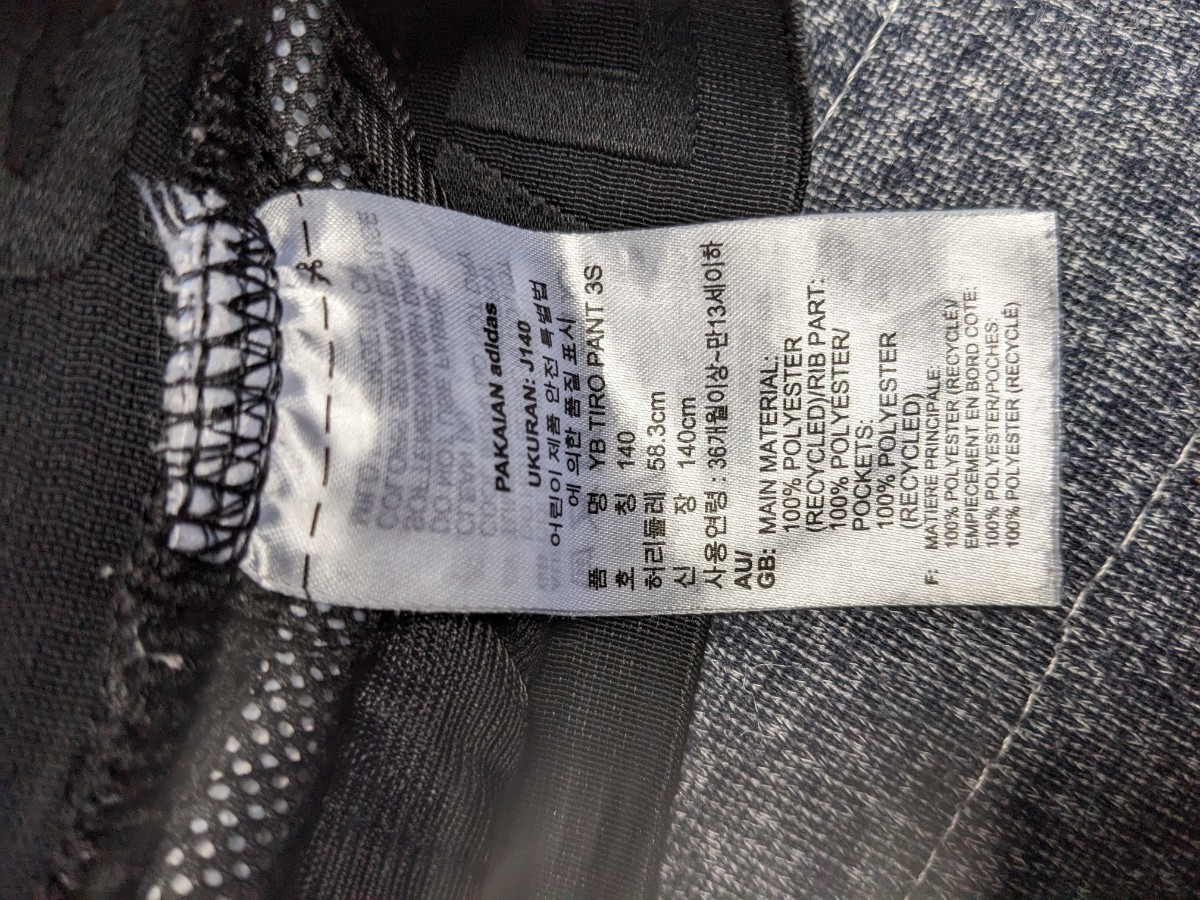 PAKAIAN adidas
UKURAN: J140
어린이 제품 안전 특별법
에 의한 품질 표시
품 명 YB TIRO PANT 3S
호 칭 140
허리둘레 58.3cm
신 장 140cm
사용연령 : 36개월이상~만13세이하
AU/
GB: MAIN MATERIAL:
100% POLYESTER
(RECYCLED)/RIB PART:
100% POLYESTER/
POCKETS:
100% POLYESTER
(RECYCLED)
F: MATIERE PRINCIPALE:
100% POLYESTER (RECYCLÉ)/
EMPIECEMENT EN BORD COTE:
100% POLYESTER/POCHES:
100% POLYESTER (RECYCLÉ)